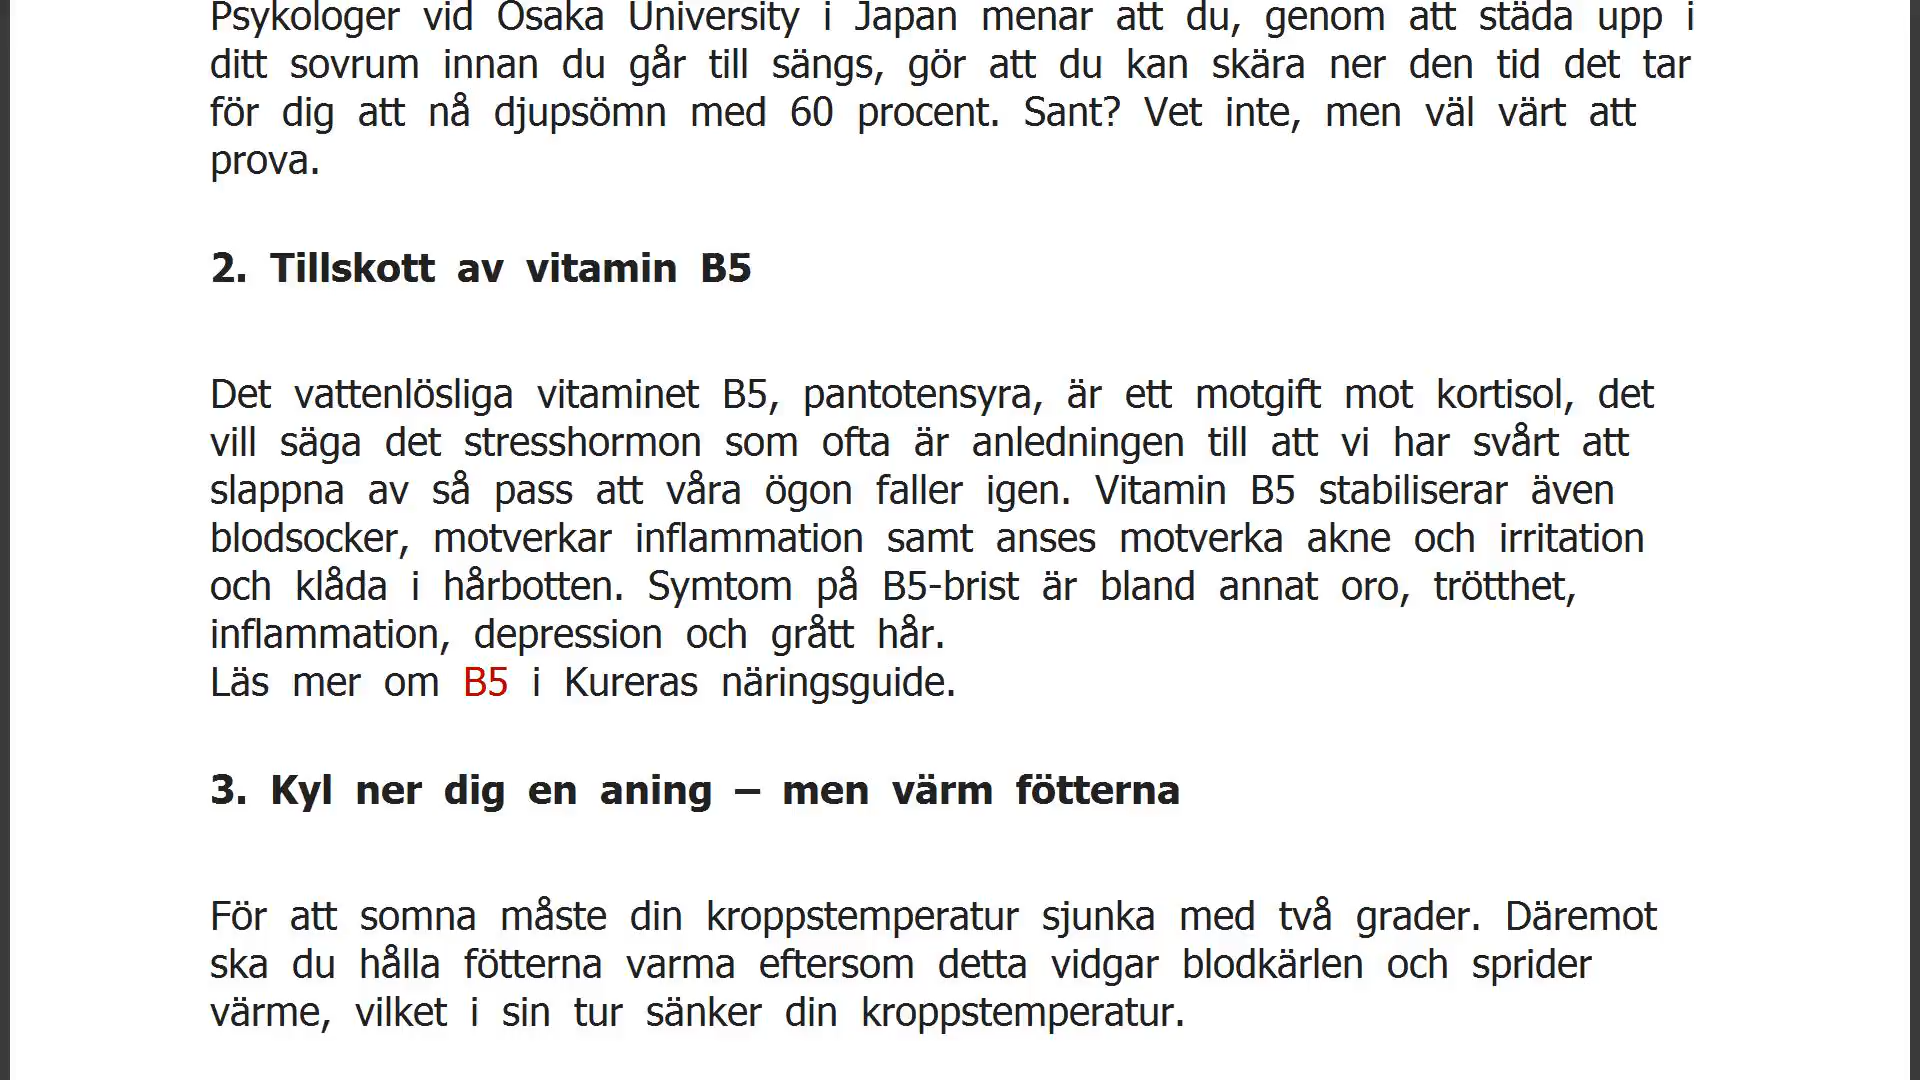 Psykologer vid Osaka University i Japan menar att du, genom att städa upp i
ditt sovrum innan du går till sängs, gör att du kan skära ner den tid det tar
för dig att nå djupsömn med 60 procent. Sant? Vet inte, men väl värt att
prova.
2. Tillskott av vitamin B5
Det vattenlösliga vitaminet B5, pantotensyra, är ett motgift mot kortisol, det
vill säga det stresshormon som ofta är anledningen till att vi har svårt att
slappna av så pass att våra ögon faller igen. Vitamin B5 stabiliserar även
blodsocker, motverkar inflammation samt anses motverka akne och irritation
och klåda i hårbotten. Symtom på B5-brist är bland annat oro, trötthet,
inflammation, depression och grått hår.
Läs mer om B5 i Kureras näringsguide.
3. Kyl ner dig en aning – men värm fötterna
För att somna måste din kroppstemperatur sjunka med två grader. Däremot
ska du hålla fötterna varma eftersom detta vidgar blodkärlen och sprider
värme, vilket i sin tur sänker din kroppstemperatur.